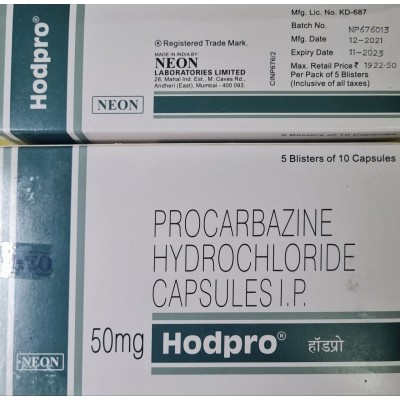 Hodpro®
NEON
® Registered Trade Mark.
MADE IN INDIA BY:
NEON
LABORATORIES LIMITED
28, Mahal Ind. Est., M. Caves Rd.,
Andheri (East), Mumbai - 400 093.
CINP676/2
Mfg. Lic. No. KD-687
Batch No. NP676013
Mfg. Date 12-2021
Expiry Date 11-2023
Max. Retail Price ₹ 1922-50
Per Pack of 5 Blisters
(Inclusive of all taxes)
5 Blisters of 10 Capsules
PROCARBAZINE
HYDROCHLORIDE
CAPSULES I.P.
50mg Hodpro® हॉडप्रो
Hodpro®
NEON